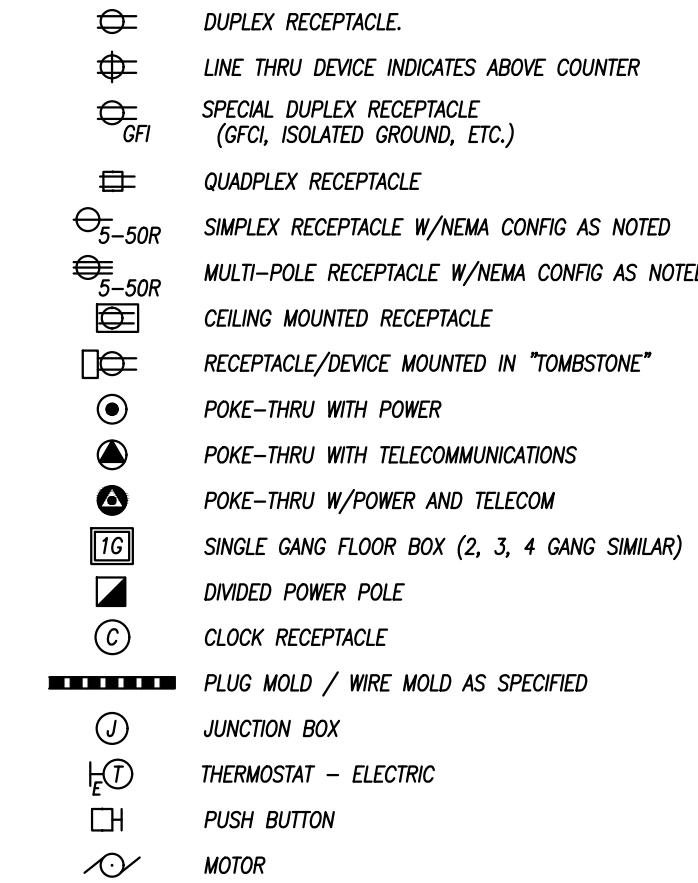 DUPLEX RECEPTACLE.
LINE THRU DEVICE INDICATES ABOVE COUNTER
GFI SPECIAL DUPLEX RECEPTACLE
(GFCI, ISOLATED GROUND, ETC.)
QUADPLEX RECEPTACLE
5-50R SIMPLEX RECEPTACLE W/NEMA CONFIG AS NOTED
5-50R MULTI-POLE RECEPTACLE W/NEMA CONFIG AS NOTED
CEILING MOUNTED RECEPTACLE
RECEPTACLE/DEVICE MOUNTED IN "TOMBSTONE"
POKE-THRU WITH POWER
POKE-THRU WITH TELECOMMUNICATIONS
POKE-THRU W/POWER AND TELECOM
1G SINGLE GANG FLOOR BOX (2, 3, 4 GANG SIMILAR)
DIVIDED POWER POLE
C CLOCK RECEPTACLE
PLUG MOLD / WIRE MOLD AS SPECIFIED
J JUNCTION BOX
E T THERMOSTAT - ELECTRIC
PUSH BUTTON
MOTOR